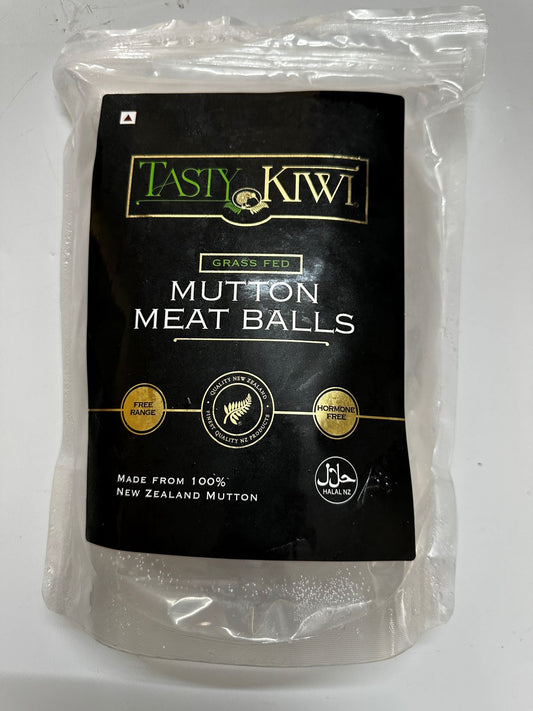 TASTY KIWI
GRASS FED
MUTTON
MEAT BALLS
FREE
RANGE
QUALITY NEW ZEALAND
FINEST QUALITY NZ PRODUCTS
HORMONE
FREE
MADE FROM 100%
NEW ZEALAND MUTTON
حلال
HALAL NZ